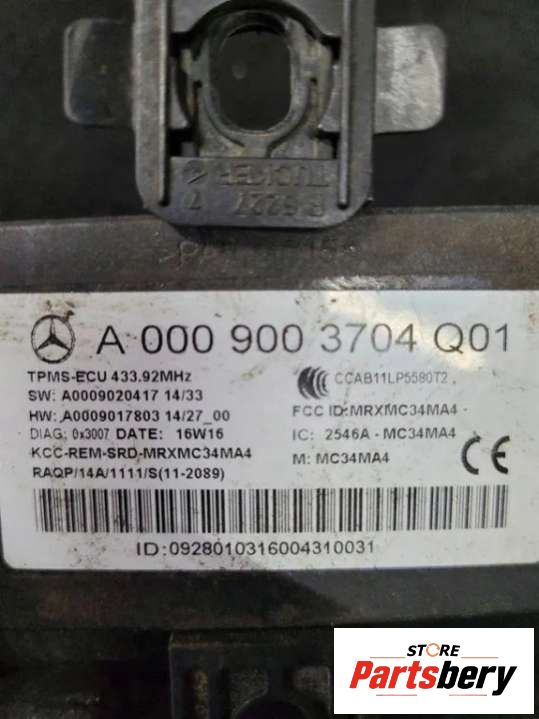 A 000 900 3704 Q01
TPMS-ECU 433.92MHz
SW: A0009020417 14/33
HW: A0009017803 14/27_00
DIAG: 0x3007 DATE: 16W16
KCC-REM-SRD-MRXMC34MA4
RAQP/14A/1111/S(11-2089)
CCAB11LP5580T2
FCC ID: MRXMC34MA4
IC: 2546A - MC34MA4
M: MC34MA4
CE
ID:0928010316004310031
STORE
Partsbery